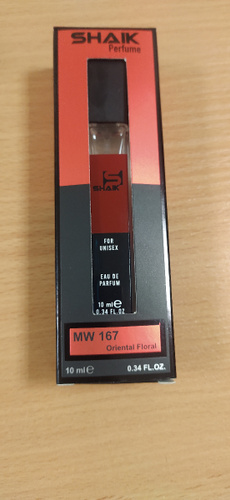 SHAIK
Perfume
S
SHAIK
FOR
UNISEX
EAU DE
PARFUM
10 ml ℮
0.34 FL.OZ
MW 167
Oriental Floral
10 ml ℮ 0.34 FL.OZ.